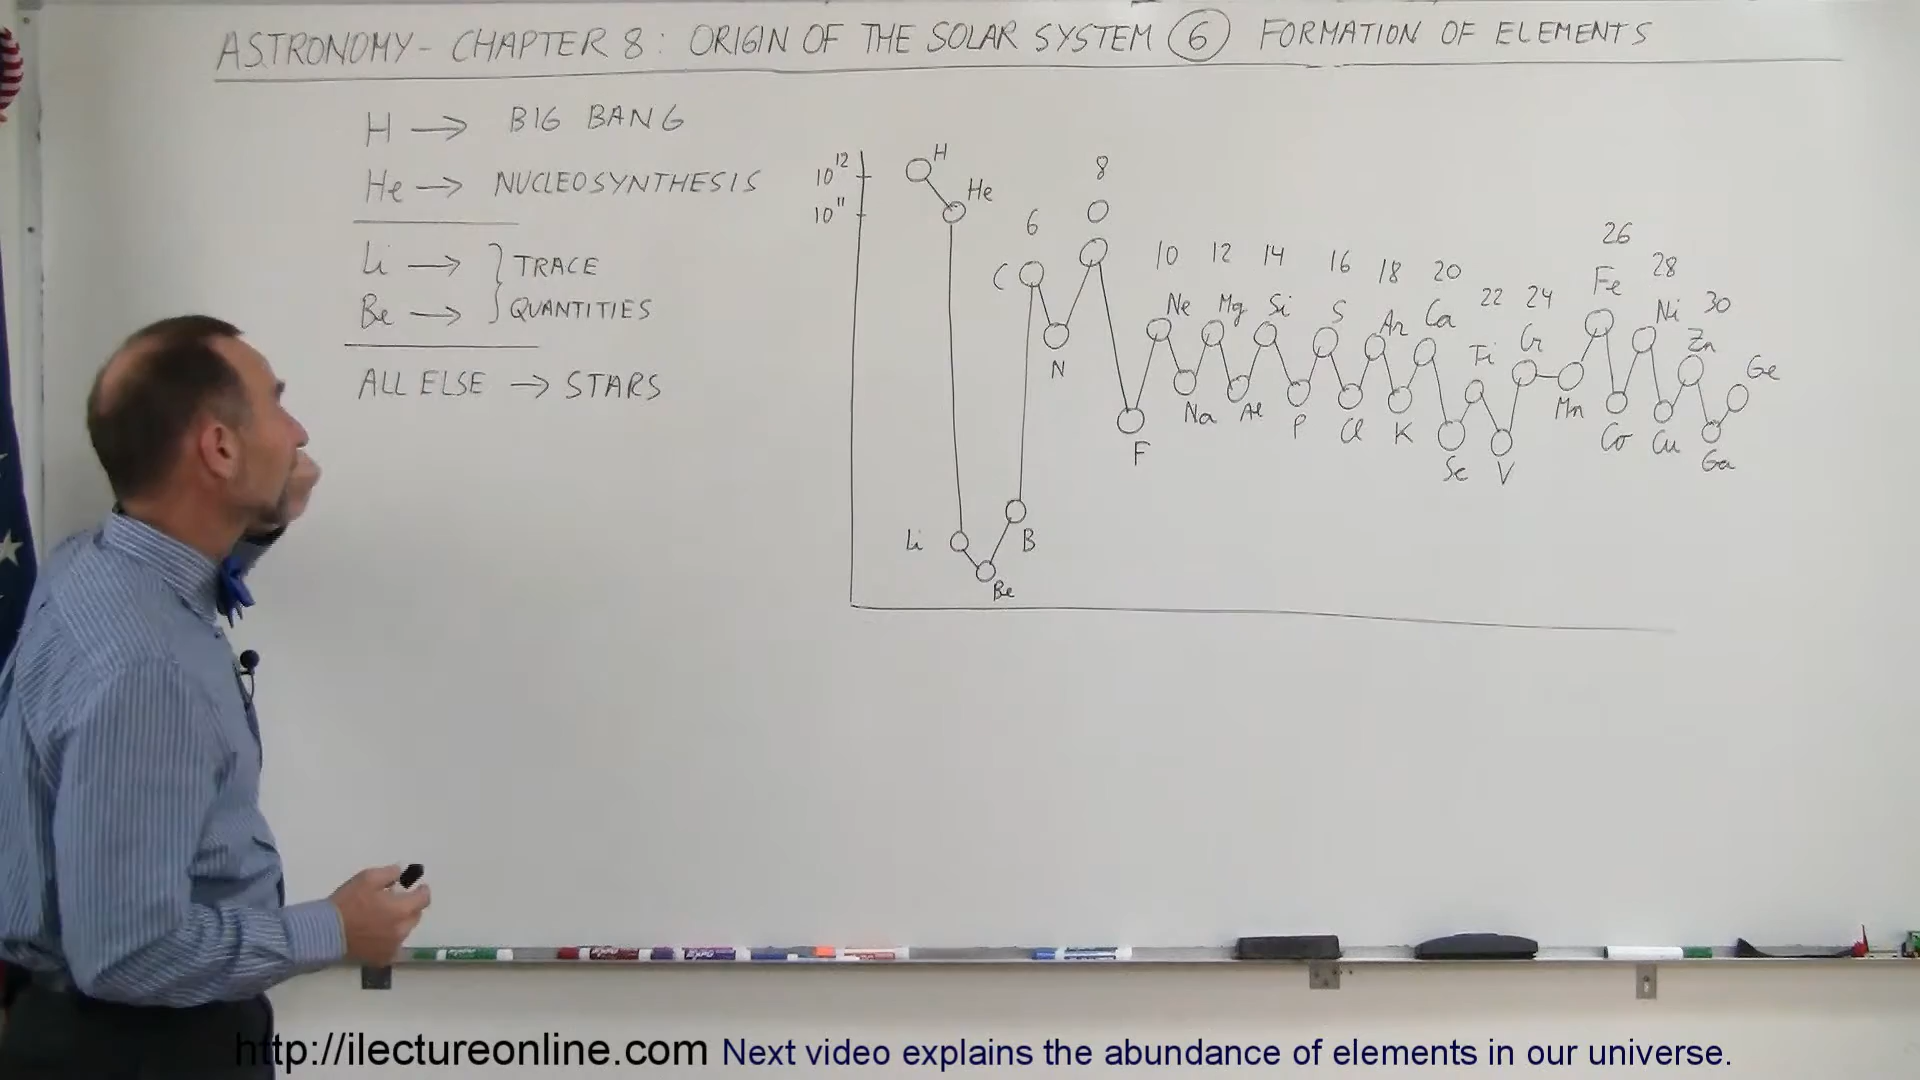 ASTRONOMY - CHAPTER 8: ORIGIN OF THE SOLAR SYSTEM 6 FORMATION OF ELEMENTS
H → BIG BANG
He → NUCLEOSYNTHESIS
Li → } TRACE
Be → } QUANTITIES
ALL ELSE → STARS
10^12
10^11
H
He
8
O
6
C
N
10 12 14 16 18 20 22 24 26 28 30
Ne Mg Si S Ar Ca Ti Cr Fe Ni Zn Ge
F Na Al P Cl K Sc V Mn Co Cu Ga
Li B
Be
EXPO
http://ilectureonline.com Next video explains the abundance of elements in our universe.